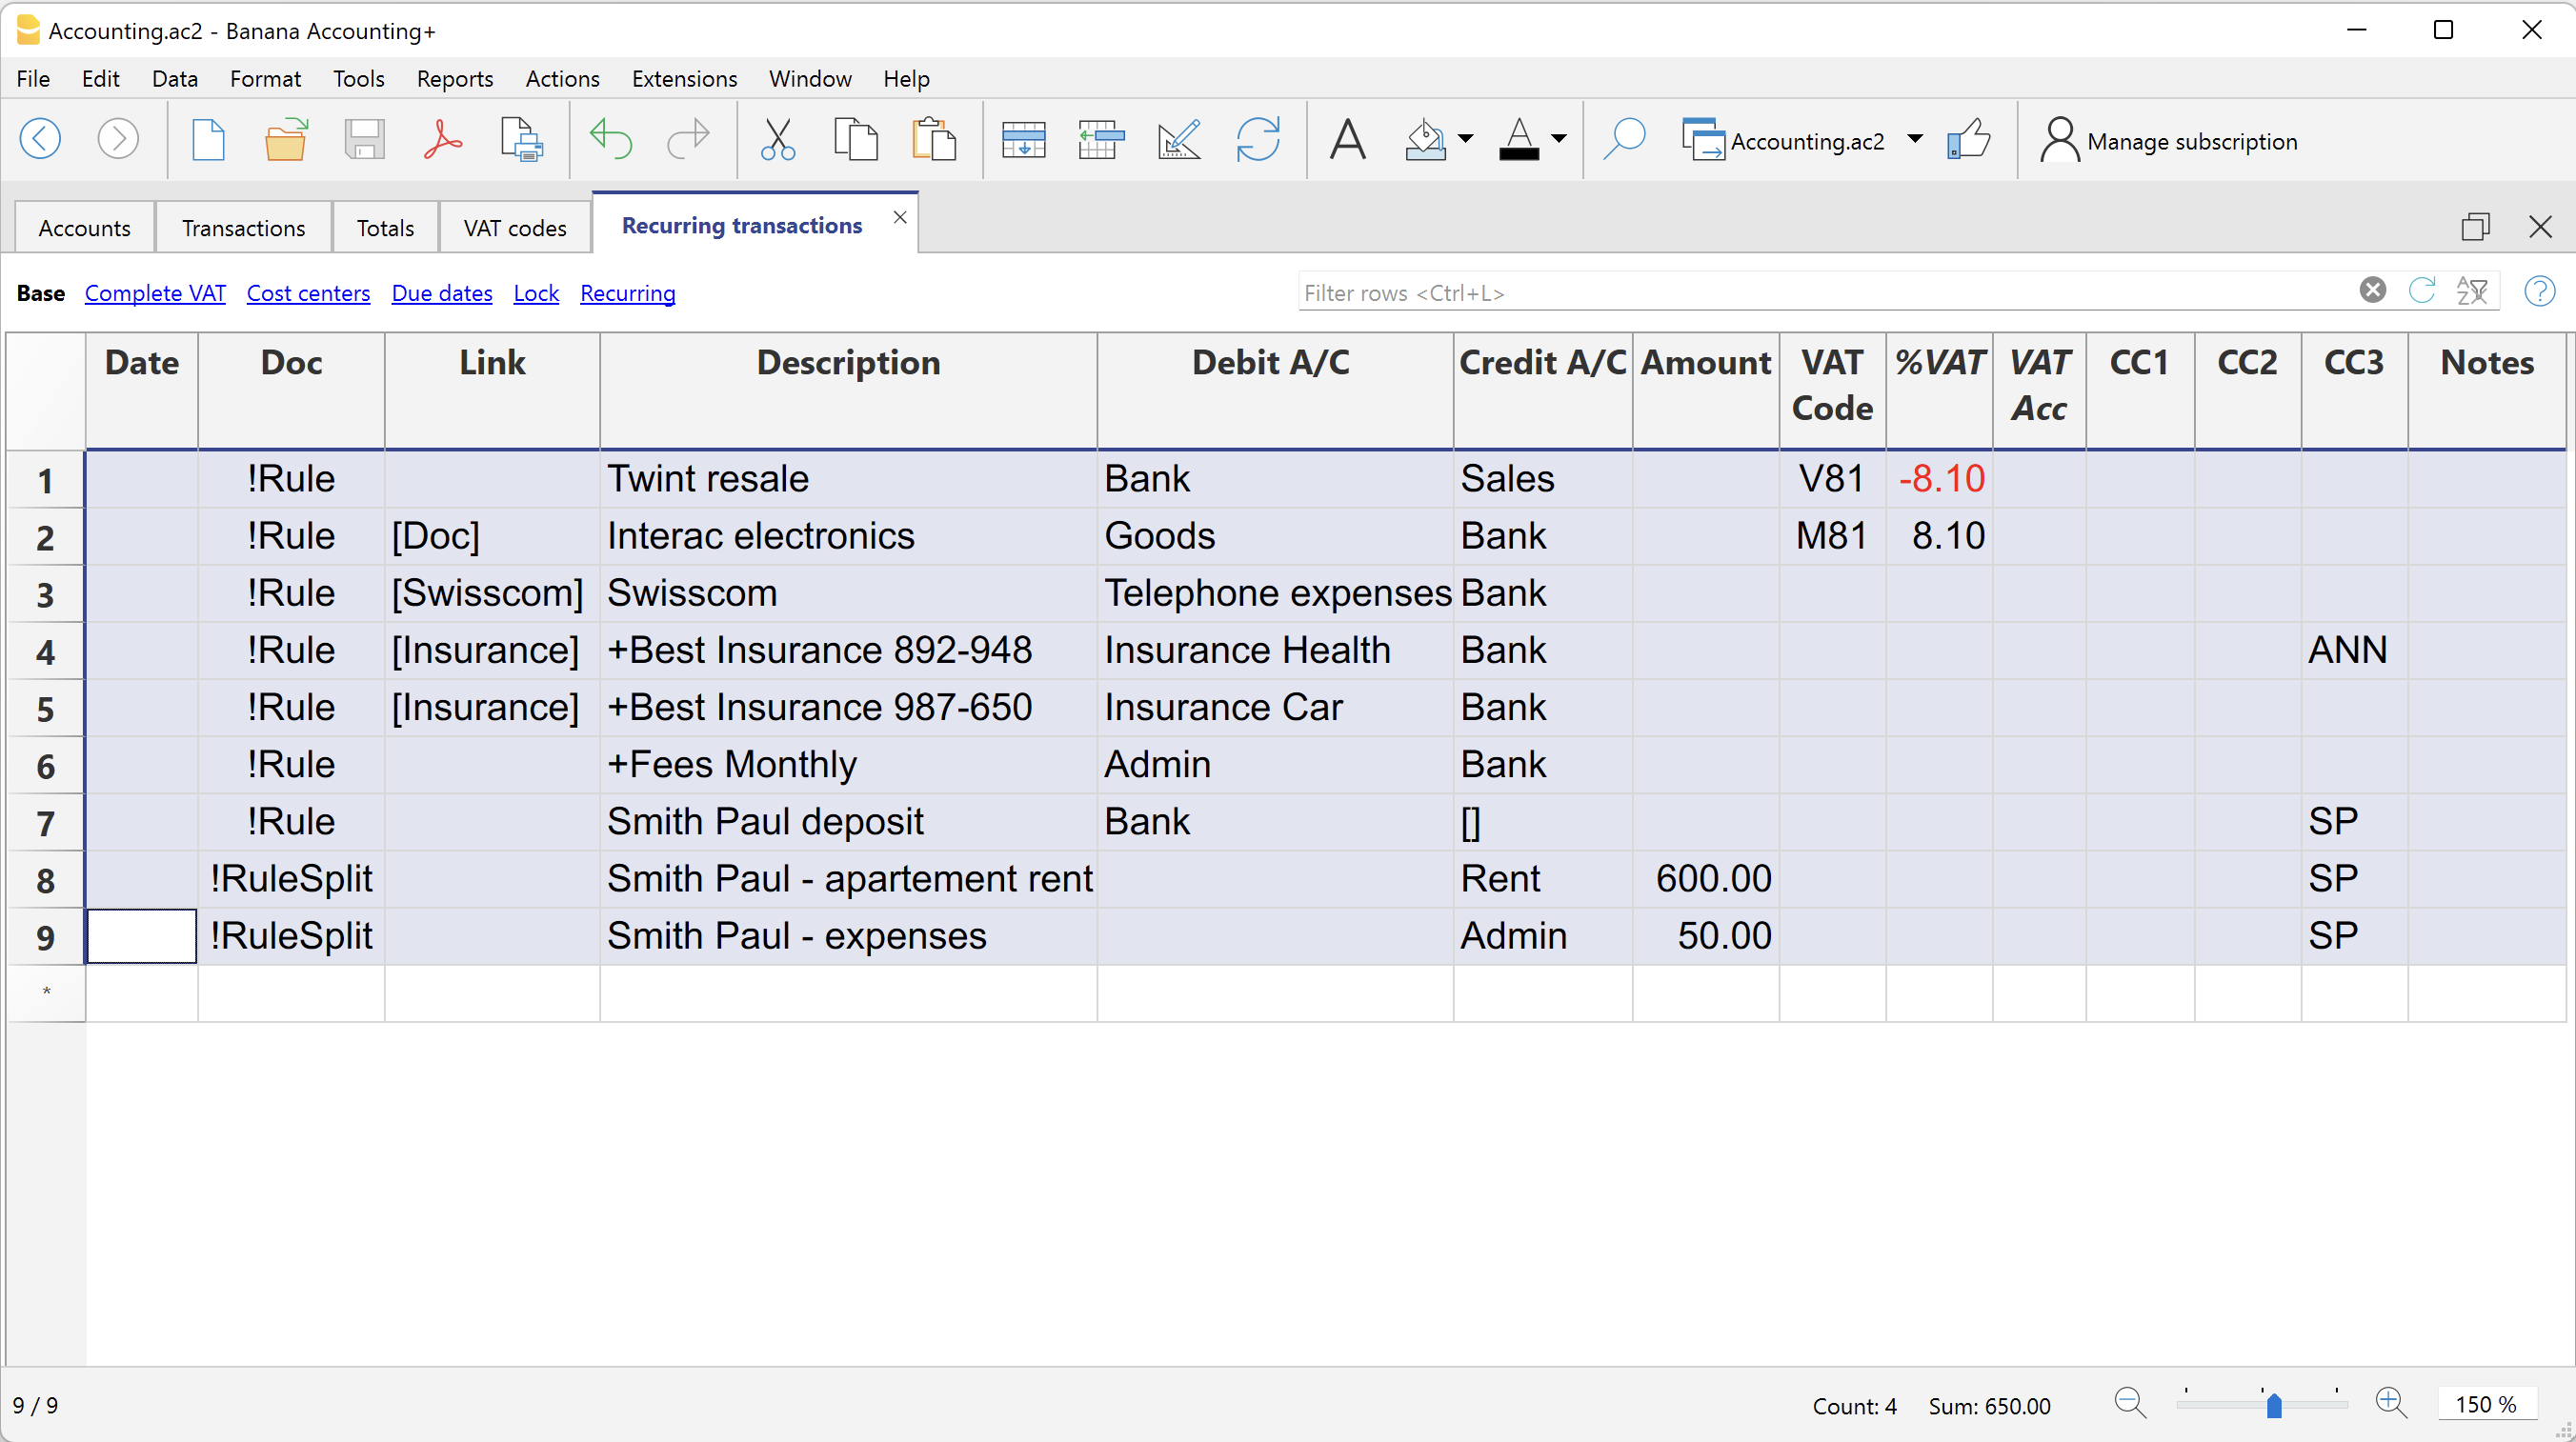 Accounting.ac2 - Banana Accounting+
File Edit Data Format Tools Reports Actions Extensions Window Help
Accounting.ac2 Manage subscription
Accounts Transactions Totals VAT codes Recurring transactions
Base Complete VAT Cost centers Due dates Lock Recurring Filter rows <Ctrl+L>
Date Doc Link Description Debit A/C Credit A/C Amount VAT Code %VAT VAT Acc CC1 CC2 CC3 Notes
1 !Rule Twint resale Bank Sales V81 -8.10
2 !Rule [Doc] Interac electronics Goods Bank M81 8.10
3 !Rule [Swisscom] Swisscom Telephone expenses Bank
4 !Rule [Insurance] +Best Insurance 892-948 Insurance Health Bank ANN
5 !Rule [Insurance] +Best Insurance 987-650 Insurance Car Bank
6 !Rule +Fees Monthly Admin Bank
7 !Rule Smith Paul deposit Bank [] SP
8 !RuleSplit Smith Paul - apartement rent Rent 600.00 SP
9 !RuleSplit Smith Paul - expenses Admin 50.00 SP
*
9 / 9 Count: 4 Sum: 650.00 150 %